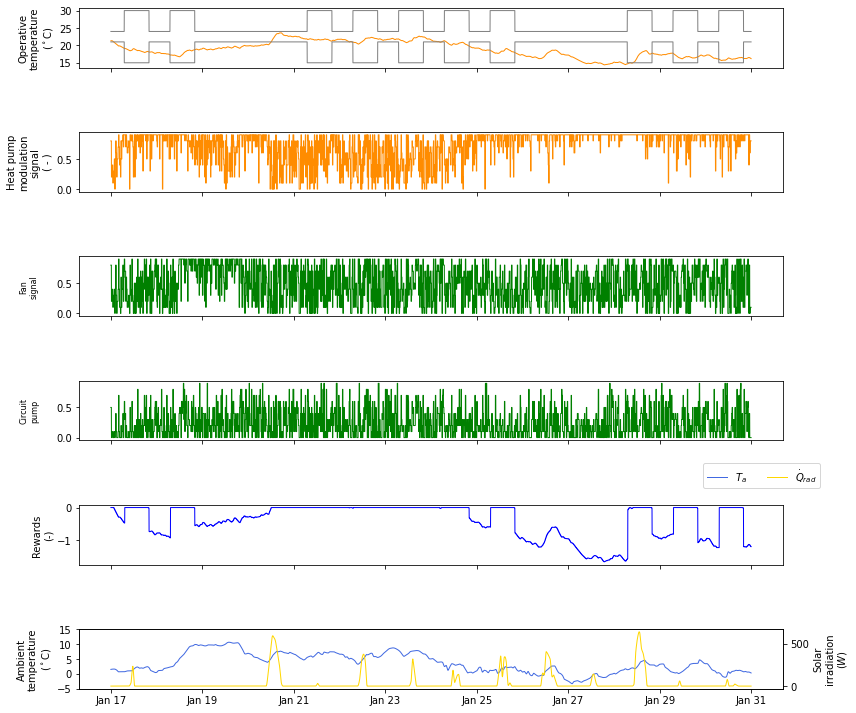 Operative
temperature
(°C)
30
25
20
15
Heat pump
modulation
signal
( - )
0.5
0.0
Fan
signal
0.5
0.0
Circuit
pump
0.5
0.0
T_a Q̇_rad
Rewards
(-)
0
−1
Ambient
temperature
(°C)
15
10
5
0
−5
500
0
Solar
irradiation
(W)
Jan 17 Jan 19 Jan 21 Jan 23 Jan 25 Jan 27 Jan 29 Jan 31